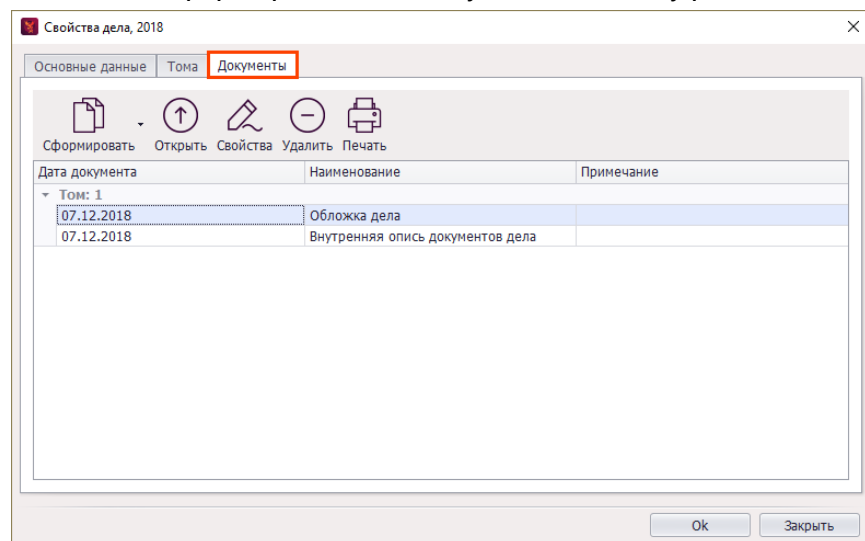 Свойства дела, 2018
Основные данные Тома Документы
Сформировать Открыть Свойства Удалить Печать
Дата документа Наименование Примечание
Том: 1
07.12.2018 Обложка дела
07.12.2018 Внутренняя опись документов дела
Ok Закрыть